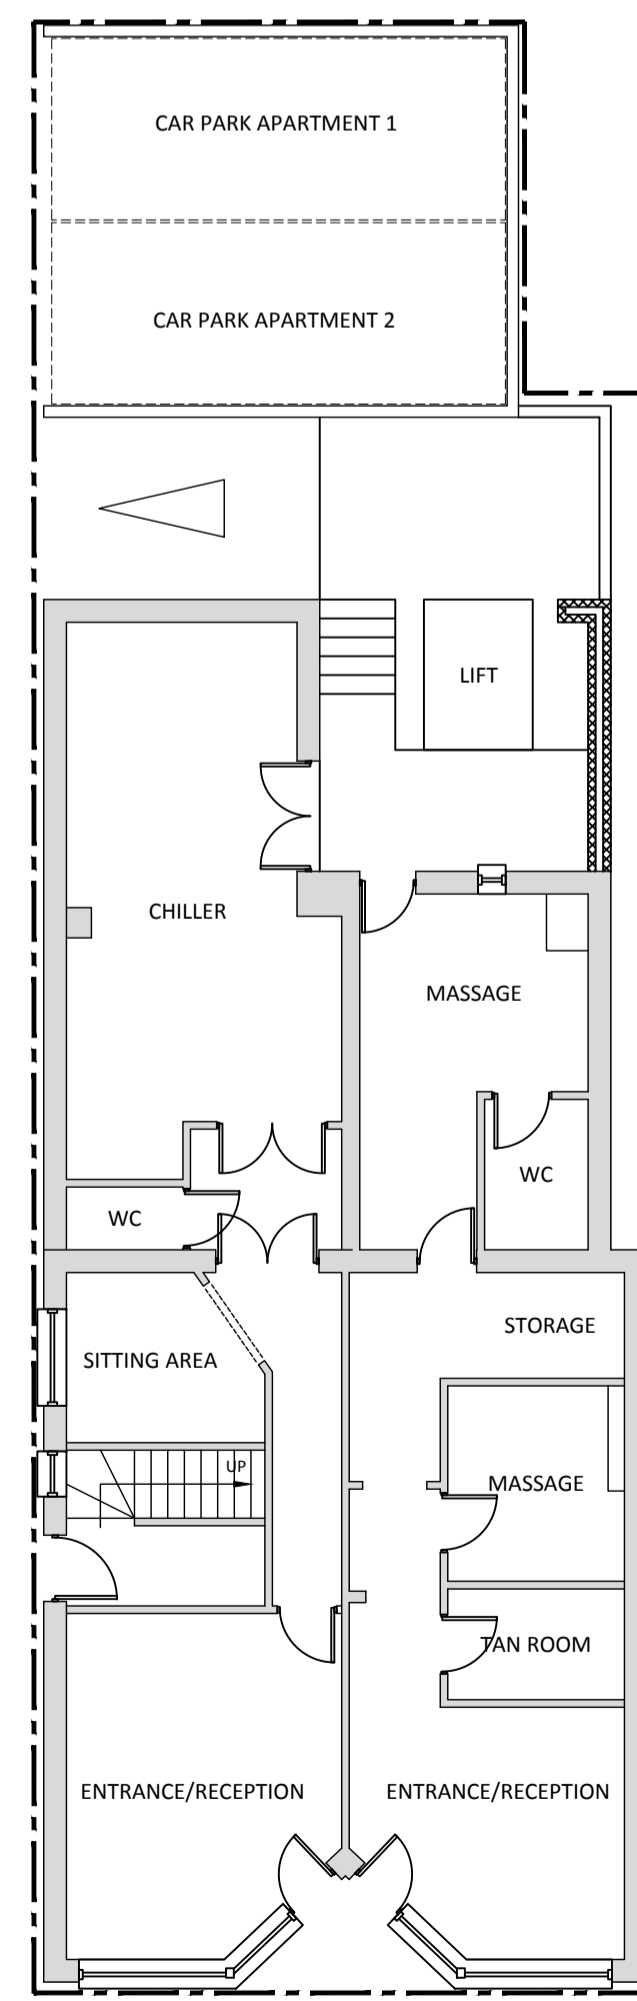 CAR PARK APARTMENT 1
CAR PARK APARTMENT 2
LIFT
CHILLER
MASSAGE
WC
WC
STORAGE
SITTING AREA
UP
MASSAGE
TAN ROOM
ENTRANCE/RECEPTION
ENTRANCE/RECEPTION